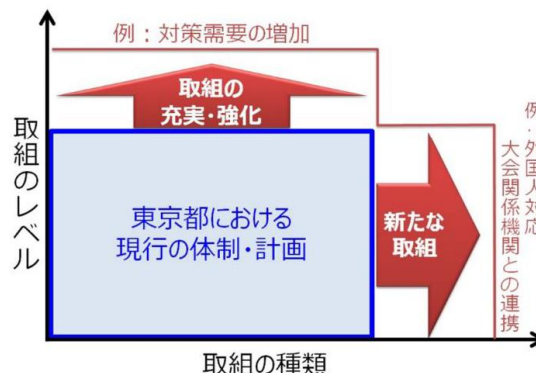 例：対策需要の増加
取組の
充実・強化
取組のレベル
東京都における
現行の体制・計画
新たな
取組
例：外国人対応
大会関係機関との連携
取組の種類